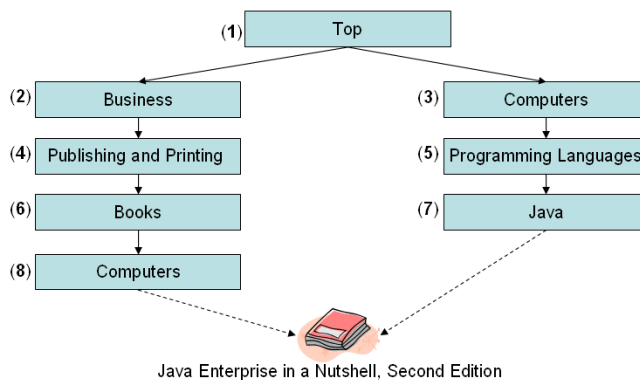 (1) Top
(2) Business
(3) Computers
(4) Publishing and Printing
(5) Programming Languages
(6) Books
(7) Java
(8) Computers
Java Enterprise in a Nutshell, Second Edition